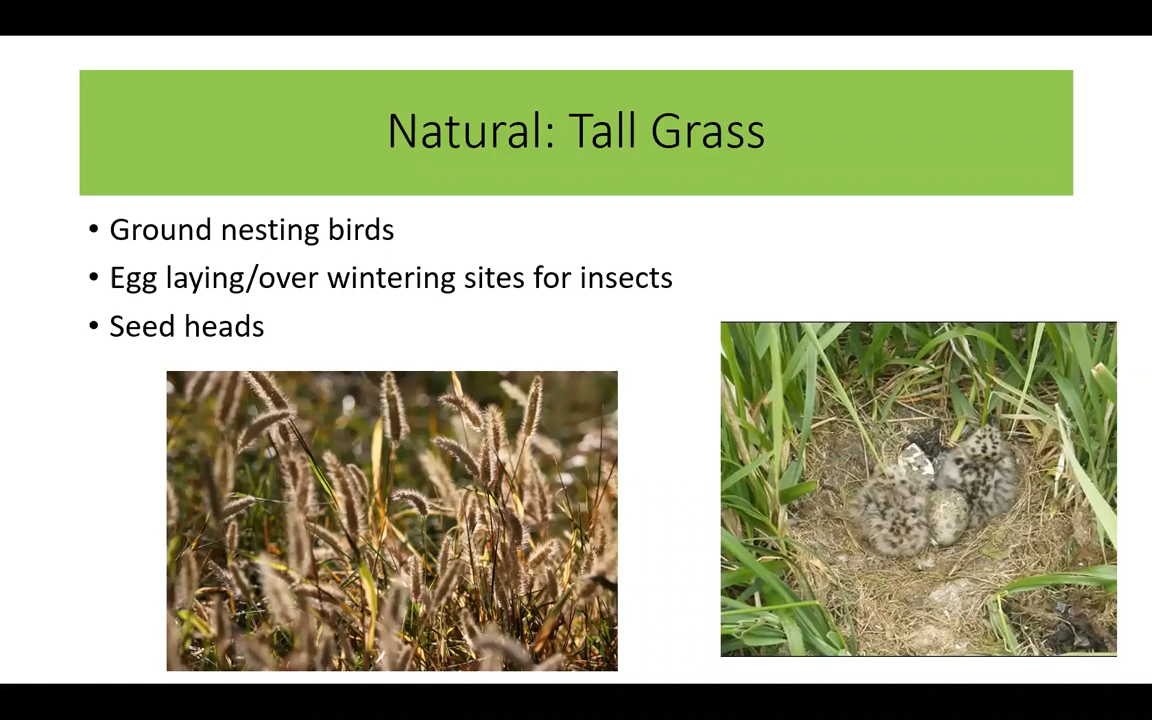 Natural: Tall Grass
• Ground nesting birds
• Egg laying/over wintering sites for insects
• Seed heads